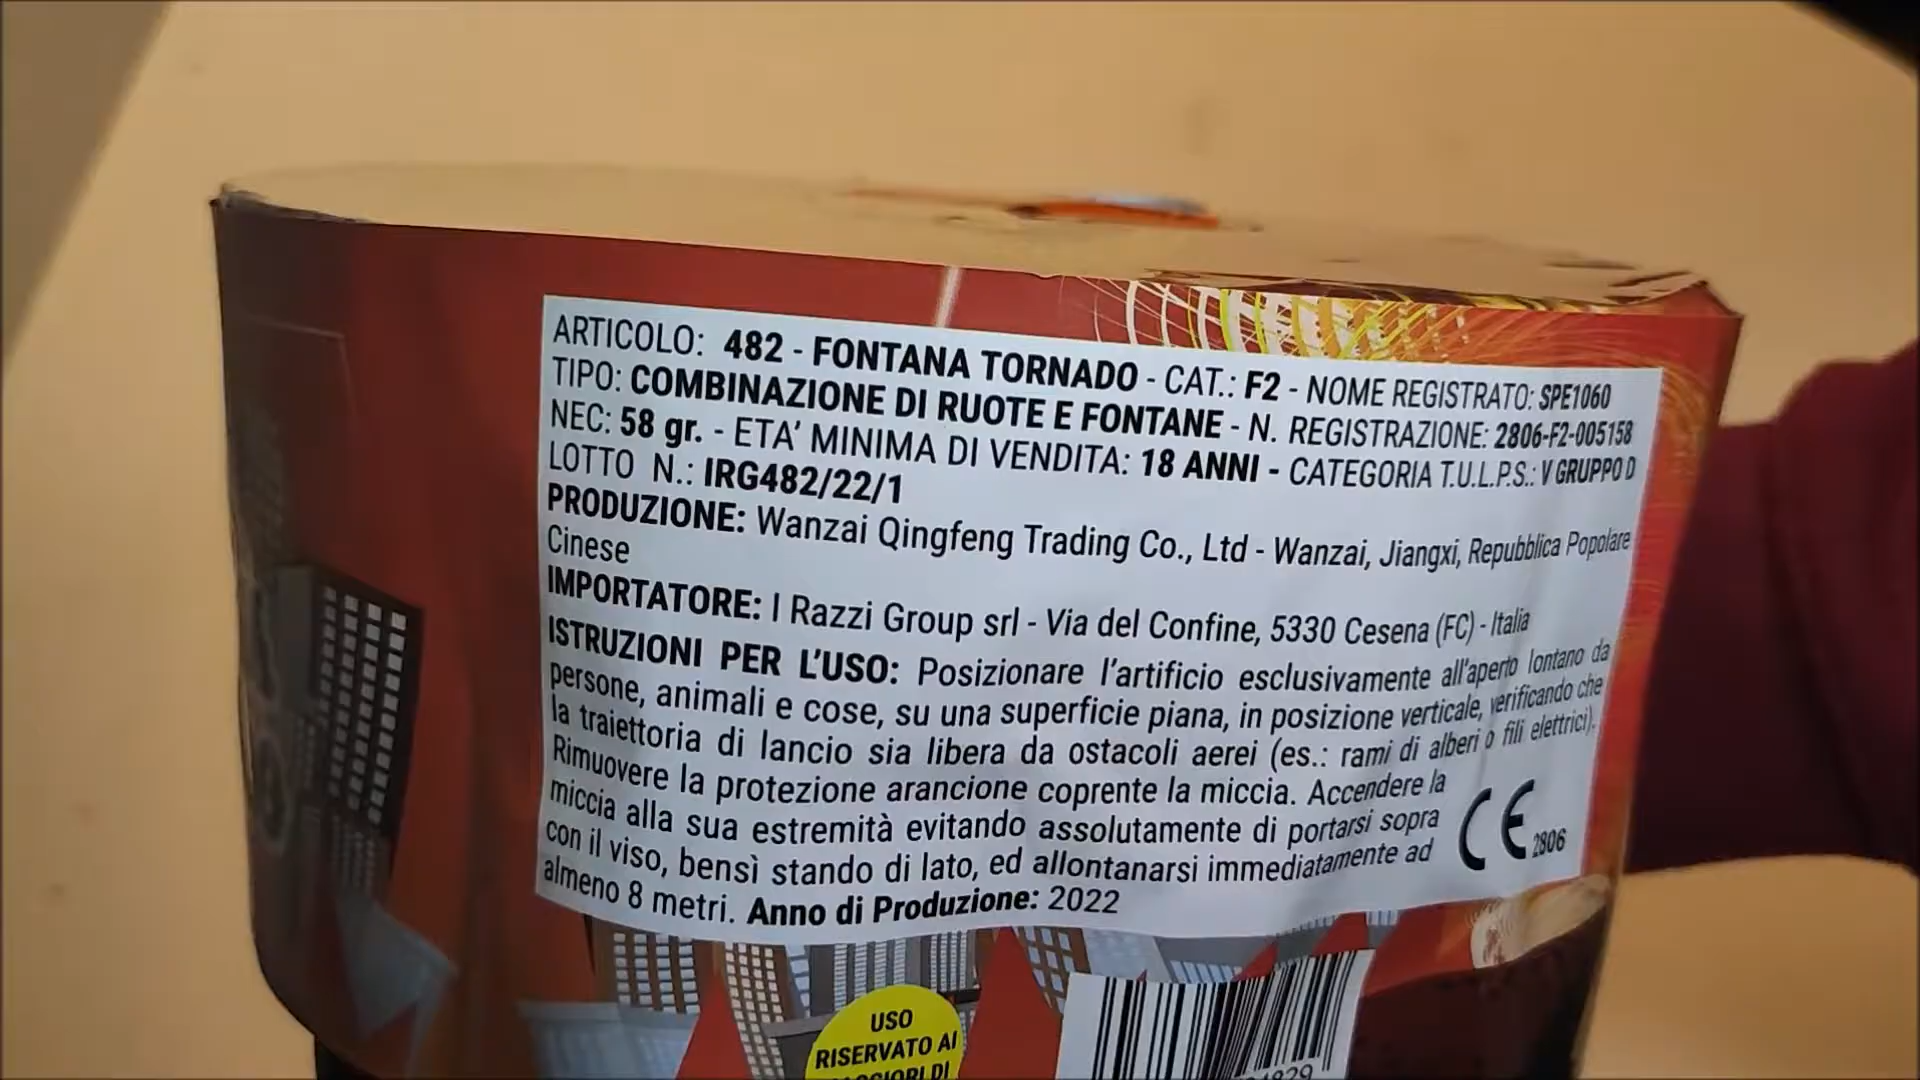 ARTICOLO: 482 - FONTANA TORNADO - CAT.: F2 - NOME REGISTRATO: SPE1060
TIPO: COMBINAZIONE DI RUOTE E FONTANE - N. REGISTRAZIONE: 2806-F2-005158
NEC: 58 gr. - ETA' MINIMA DI VENDITA: 18 ANNI - CATEGORIA T.U.L.P.S.: V GRUPPO D
LOTTO N.: IRG482/22/1
PRODUZIONE: Wanzai Qingfeng Trading Co., Ltd - Wanzai, Jiangxi, Repubblica Popolare
Cinese
IMPORTATORE: I Razzi Group srl - Via del Confine, 5330 Cesena (FC) - Italia
ISTRUZIONI PER L'USO: Posizionare l'artificio esclusivamente all'aperto lontano da
persone, animali e cose, su una superficie piana, in posizione verticale, verificando che
la traiettoria di lancio sia libera da ostacoli aerei (es.: rami di alberi o fili elettrici).
Rimuovere la protezione arancione coprente la miccia. Accendere la
miccia alla sua estremità evitando assolutamente di portarsi sopra
con il viso, bensì stando di lato, ed allontanarsi immediatamente ad
almeno 8 metri. Anno di Produzione: 2022
CE 2806
USO
RISERVATO AI